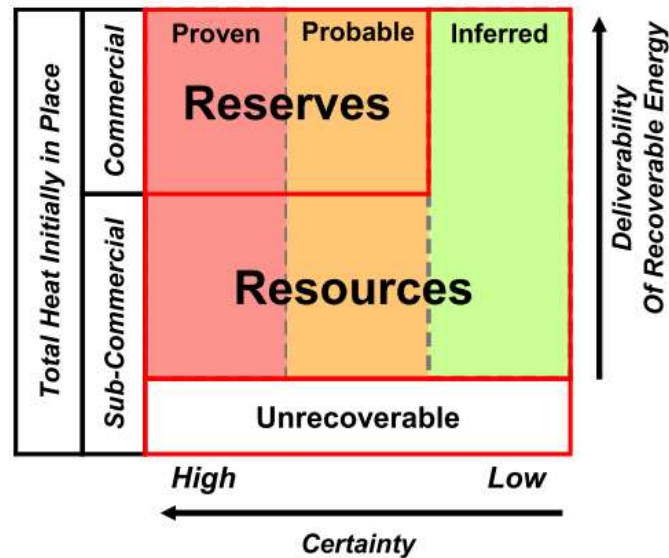 Total Heat Initially in Place
Commercial
Sub-Commercial
Proven
Probable
Inferred
Reserves
Resources
Unrecoverable
Deliverability
Of Recoverable Energy
High
Low
Certainty